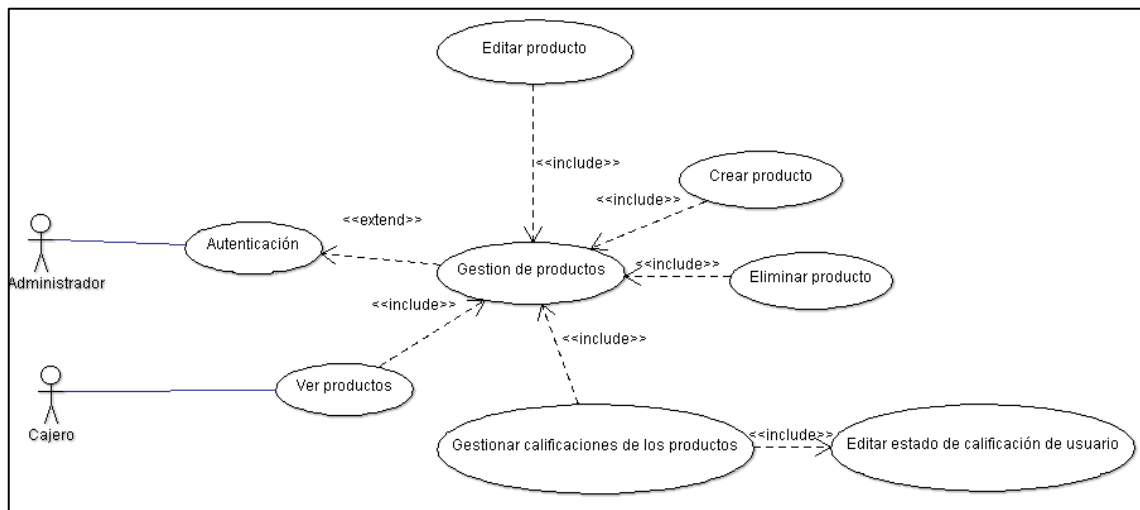 Editar producto
<<include>>
Crear producto
<<include>>
<<extend>>
Autenticación
Administrador
Gestion de productos
<<include>>
Eliminar producto
<<include>>
<<include>>
Ver productos
Cajero
Gestionar calificaciones de los productos
<<include>>
Editar estado de calificación de usuario